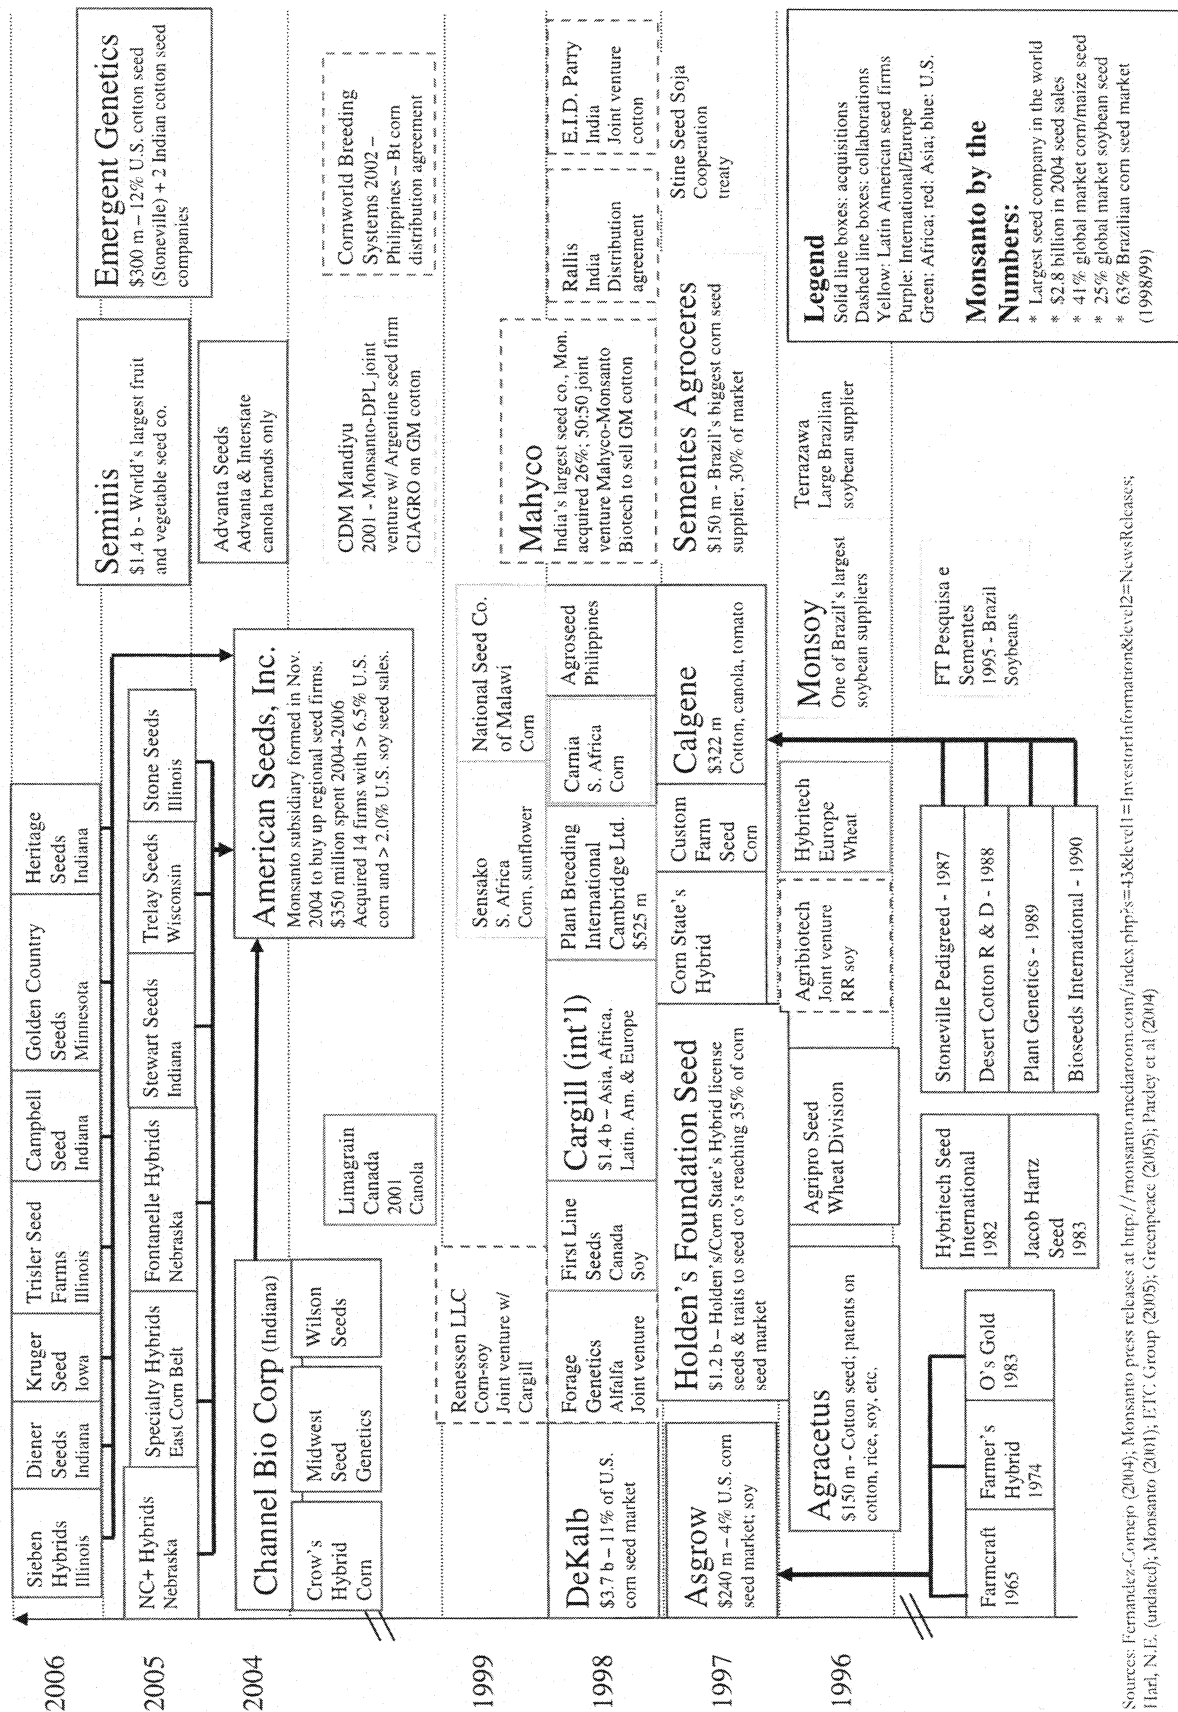 2006
Sieben
Hybrids
Illinois
Diener
Seeds
Indiana
Kruger
Seed
Iowa
Trisler Seed
Farms
Illinois
Campbell
Seed
Indiana
Golden Country
Seeds
Minnesota
Heritage
Seeds
Indiana
2005
NC+ Hybrids
Nebraska
Specialty Hybrids
East Corn Belt
Fontanelle Hybrids
Nebraska
Stewart Seeds
Indiana
Trelay Seeds
Wisconsin
Stone Seeds
Illinois
Seminis
$1.4 b - World's largest fruit
and vegetable seed co.
Emergent Genetics
$300 m – 12% U.S. cotton seed
(Stoneville) + 2 Indian cotton seed
companies
2004
Channel Bio Corp (Indiana)
Crow's
Hybrid
Corn
Midwest
Seed
Genetics
Wilson
Seeds
American Seeds, Inc.
Monsanto subsidiary formed in Nov.
2004 to buy up regional seed firms.
$350 million spent 2004-2006
Acquired 14 firms with > 6.5% U.S.
corn and > 2.0% U.S. soy seed sales.
Advanta Seeds
Advanta & Interstate
canola brands only
Limagrain
Canada
2001
Canola
CDM Mandiyu
2001 - Monsanto-DPL joint
venture w/ Argentine seed firm
CIAGRO on GM cotton
Cornworld Breeding
Systems 2002 –
Philippines – Bt corn
distribution agreement
1999
Renessen LLC
Corn-soy
Joint venture w/
Cargill
Sensako
S. Africa
Corn, sunflower
National Seed Co.
of Malawi
Corn
Mahyco
India's largest seed co., Mon.
acquired 26%; 50:50 joint
venture Mahyco-Monsanto
Biotech to sell GM cotton
1998
DeKalb
$3.7 b – 11% of U.S.
corn seed market
Forage
Genetics
Alfalfa
Joint venture
First Line
Seeds
Canada
Soy
Cargill (int'l)
$1.4 b – Asia, Africa,
Latin. Am. & Europe
Plant Breeding
International
Cambridge Ltd.
$525 m
Carnia
S. Africa
Corn
Agroseed
Philippines
Rallis
India
Distribution
agreement
E.I.D. Parry
India
Joint venture
cotton
1997
Asgrow
$240 m – 4% U.S. corn
seed market; soy
Holden's Foundation Seed
$1.2 b – Holden's/Corn State's Hybrid license
seeds & traits to seed co's reaching 35% of corn
seed market
Corn State's
Hybrid
Custom
Farm
Seed
Corn
Calgene
$322 m
Cotton, canola, tomato
Sementes Agroceres
$150 m - Brazil's biggest corn seed
supplier, 30% of market
Stine Seed Soja
Cooperation
treaty
1996
Agracetus
$150 m - Cotton seed; patents on
cotton, rice, soy, etc.
Agripro Seed
Wheat Division
Agribiotech
Joint venture
RR soy
Hybritech
Europe
Wheat
Monsoy
One of Brazil's largest
soybean suppliers
Terrazawa
Large Brazilian
soybean supplier
Farmcraft
1965
Farmer's
Hybrid
1974
O's Gold
1983
Hybritech Seed
International
1982
Jacob Hartz
Seed
1983
Stoneville Pedigreed - 1987
Desert Cotton R & D - 1988
Plant Genetics - 1989
Bioseeds International - 1990
FT Pesquisa e
Sementes
1995 - Brazil
Soybeans
Legend
Solid line boxes: acquisitions
Dashed line boxes: collaborations
Yellow: Latin American seed firms
Purple: International/Europe
Green: Africa; red: Asia; blue: U.S.
Monsanto by the
Numbers:
* Largest seed company in the world
* $2.8 billion in 2004 seed sales
* 41% global market corn/maize seed
* 25% global market soybean seed
* 63% Brazilian corn seed market
(1998/99)
Sources: Fernandez-Cornejo (2004); Monsanto press releases at http://monsanto.mediaroom.com/index.php?s=43&level1=InvestorInformation&level2=NewsReleases;
Harl, N.E. (undated); Monsanto (2001); ETC Group (2005); Greenpeace (2005); Pardey et al (2004)